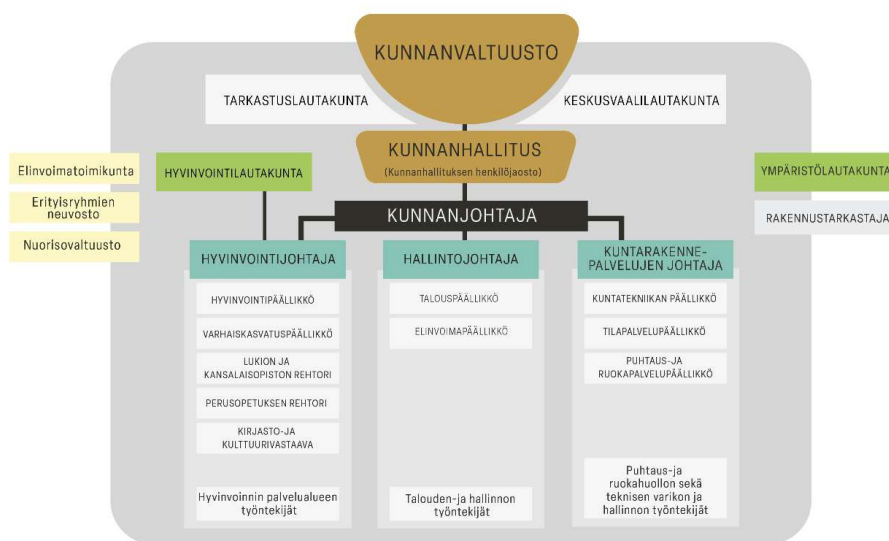 KUNNANVALTUUSTO
TARKASTUSLAUTAKUNTA
KESKUSVAALILAUTAKUNTA
KUNNANHALLITUS
(Kunnanhallituksen henkilöjaosto)
Elinvoimatoimikunta
Erityisryhmien
neuvosto
Nuorisovaltuusto
HYVINVOINTILAUTAKUNTA
YMPÄRISTÖLAUTAKUNTA
RAKENNUSTARKASTAJA
KUNNANJOHTAJA
HYVINVOINTIJOHTAJA
HYVINVOINTIPÄÄLLIKKÖ
VARHAISKASVATUSPÄÄLLIKKÖ
LUKION JA
KANSALAISOPISTON REHTORI
PERUSOPETUKSEN REHTORI
KIRJASTO-JA
KULTTUURIVASTAAVA
Hyvinvoinnin palvelualueen
työntekijät
HALLINTOJOHTAJA
TALOUSPÄÄLLIKKÖ
ELINVOIMAPÄÄLLIKKÖ
Talouden-ja hallinnon
työntekijät
KUNTARAKENNE-
PALVELUJEN JOHTAJA
KUNTATEKNIIKAN PÄÄLLIKKÖ
TILAPALVELUPÄÄLLIKKÖ
PUHTAUS-JA
RUOKAPALVELUPÄÄLLIKKÖ
Puhtaus-ja
ruokahuollon sekä
teknisen varikon ja
hallinnon työntekijät